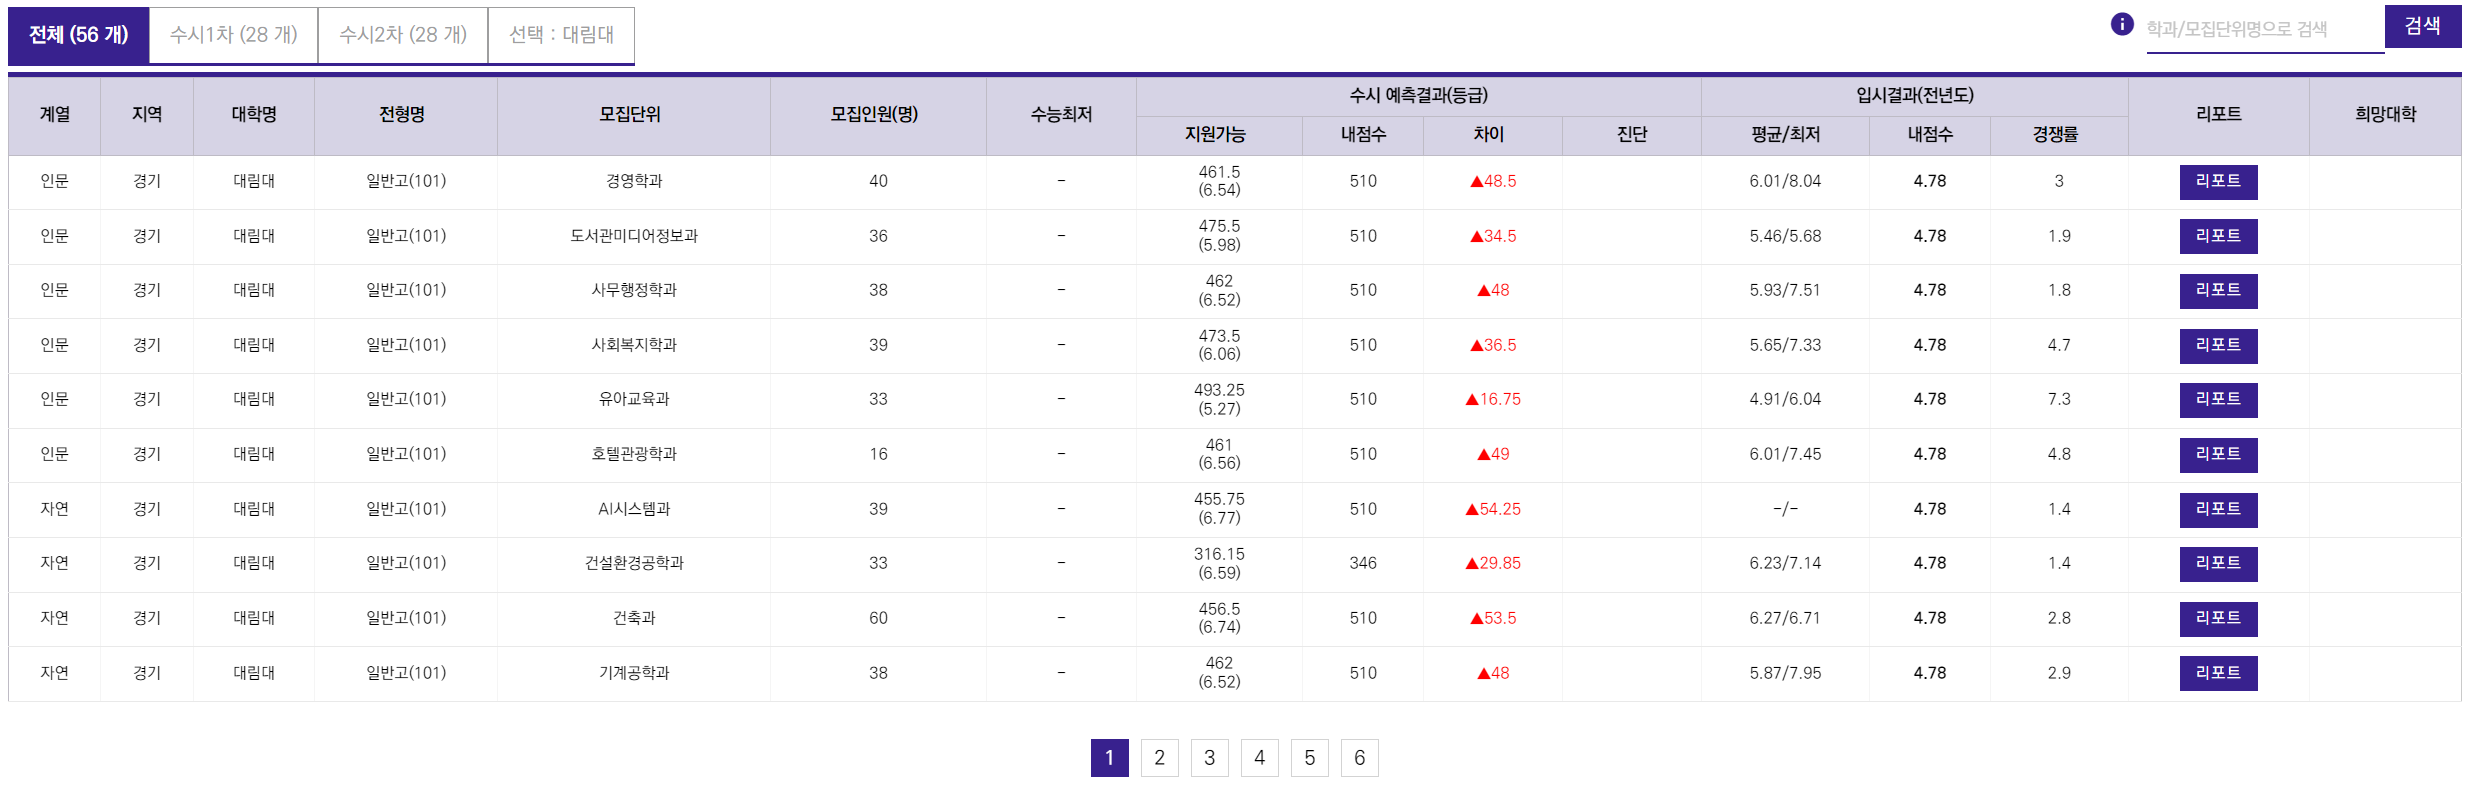 전체 (56 개) 수시1차 (28 개) 수시2차 (28 개) 선택 : 대림대 학과/모집단위명으로 검색 검색
계열 지역 대학명 전형명 모집단위 모집인원(명) 수능최저 수시 예측결과(등급) 입시결과(전년도) 리포트 희망대학
지원가능 내점수 차이 진단 평균/최저 내점수 경쟁률
인문 경기 대림대 일반고(101) 경영학과 40 - 461.5 (6.54) 510 ▲48.5 6.01/8.04 4.78 3 리포트
인문 경기 대림대 일반고(101) 도서관미디어정보과 36 - 475.5 (5.98) 510 ▲34.5 5.46/5.68 4.78 1.9 리포트
인문 경기 대림대 일반고(101) 사무행정학과 38 - 462 (6.52) 510 ▲48 5.93/7.51 4.78 1.8 리포트
인문 경기 대림대 일반고(101) 사회복지학과 39 - 473.5 (6.06) 510 ▲36.5 5.65/7.33 4.78 4.7 리포트
인문 경기 대림대 일반고(101) 유아교육과 33 - 493.25 (5.27) 510 ▲16.75 4.91/6.04 4.78 7.3 리포트
인문 경기 대림대 일반고(101) 호텔관광학과 16 - 461 (6.56) 510 ▲49 6.01/7.45 4.78 4.8 리포트
자연 경기 대림대 일반고(101) AI시스템과 39 - 455.75 (6.77) 510 ▲54.25 -/- 4.78 1.4 리포트
자연 경기 대림대 일반고(101) 건설환경공학과 33 - 316.15 (6.59) 346 ▲29.85 6.23/7.14 4.78 1.4 리포트
자연 경기 대림대 일반고(101) 건축과 60 - 456.5 (6.74) 510 ▲53.5 6.27/6.71 4.78 2.8 리포트
자연 경기 대림대 일반고(101) 기계공학과 38 - 462 (6.52) 510 ▲48 5.87/7.95 4.78 2.9 리포트
1 2 3 4 5 6